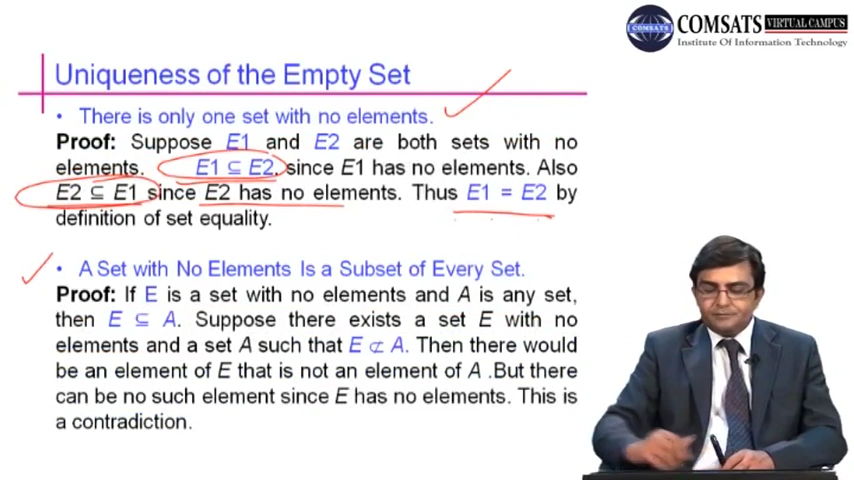 COMSATS VIRTUAL CAMPUS
COMSATS
Institute Of Information Technology
Uniqueness of the Empty Set
• There is only one set with no elements.
Proof: Suppose E1 and E2 are both sets with no
elements. E1 ⊆ E2, since E1 has no elements. Also
E2 ⊆ E1 since E2 has no elements. Thus E1 = E2 by
definition of set equality.
• A Set with No Elements Is a Subset of Every Set.
Proof: If E is a set with no elements and A is any set,
then E ⊆ A. Suppose there exists a set E with no
elements and a set A such that E ⊄ A. Then there would
be an element of E that is not an element of A .But there
can be no such element since E has no elements. This is
a contradiction.